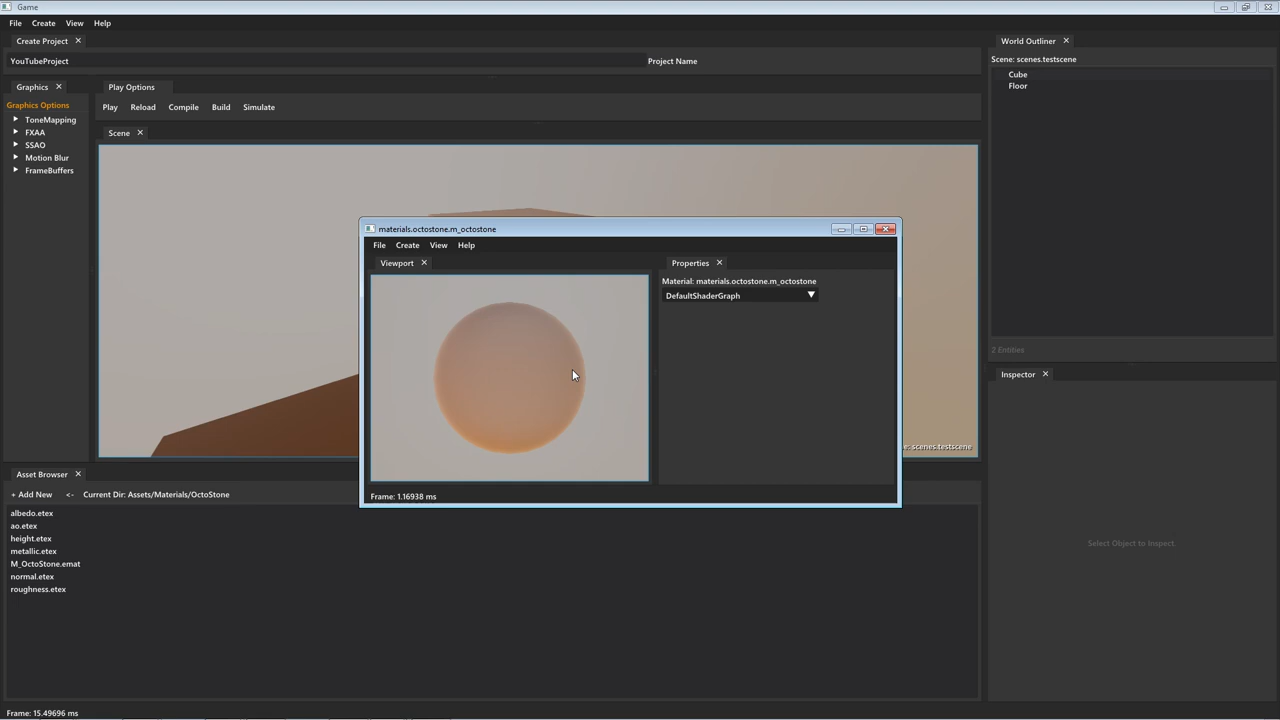 Game
File Create View Help
Create Project
YouTubeProject Project Name
Graphics
Graphics Options
ToneMapping
FXAA
SSAO
Motion Blur
FrameBuffers
Play Options
Play Reload Compile Build Simulate
Scene
materials.octostone.m_octostone
File Create View Help
Viewport
Properties
Material: materials.octostone.m_octostone
DefaultShaderGraph
Frame: 1.16938 ms
e: scenes.testscene
World Outliner
Scene: scenes.testscene
Cube
Floor
2 Entities
Inspector
Select Object to Inspect.
Asset Browser
+ Add New <- Current Dir: Assets/Materials/OctoStone
albedo.etex
ao.etex
height.etex
metallic.etex
M_OctoStone.emat
normal.etex
roughness.etex
Frame: 15.49696 ms